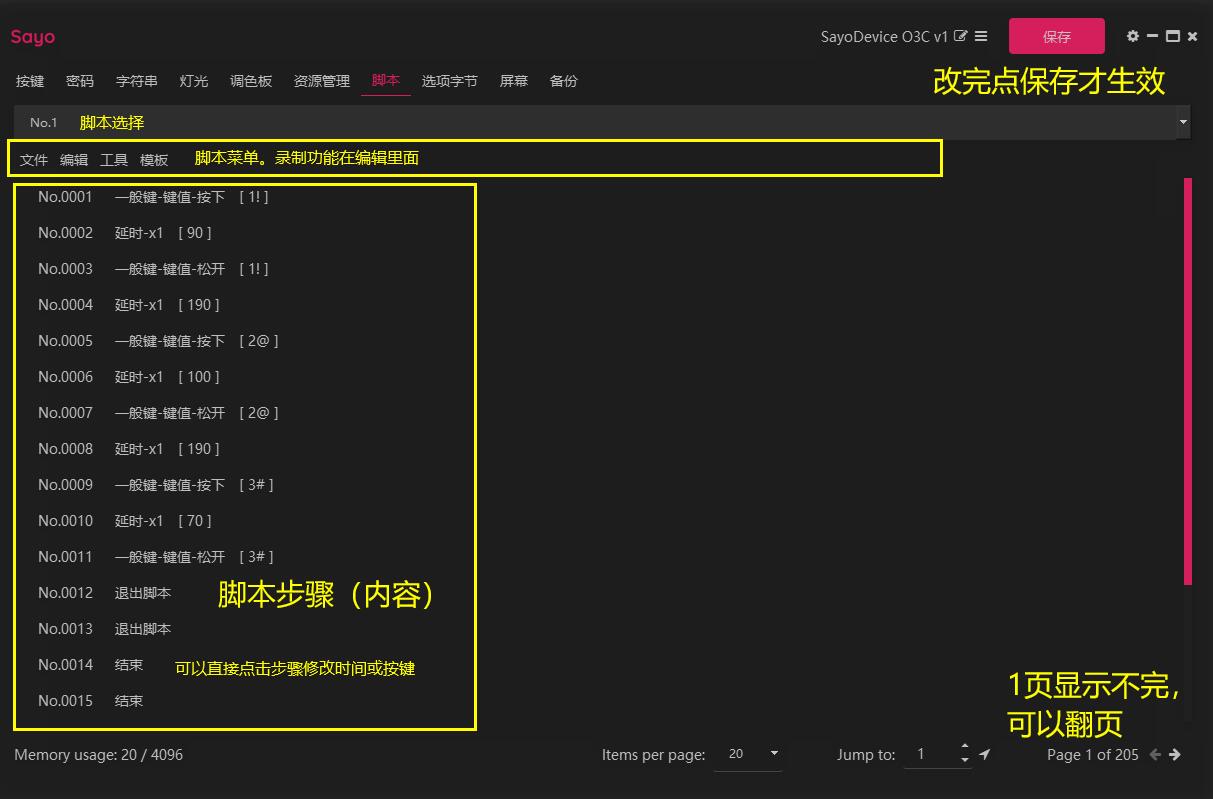 Sayo
SayoDevice O3C v1
保存
按键 密码 字符串 灯光 调色板 资源管理 脚本 选项字节 屏幕 备份
改完点保存才生效
No.1 脚本选择
文件 编辑 工具 模板 脚本菜单。录制功能在编辑里面
No.0001 一般键-键值-按下 [ 1! ]
No.0002 延时-x1 [ 90 ]
No.0003 一般键-键值-松开 [ 1! ]
No.0004 延时-x1 [ 190 ]
No.0005 一般键-键值-按下 [ 2@ ]
No.0006 延时-x1 [ 100 ]
No.0007 一般键-键值-松开 [ 2@ ]
No.0008 延时-x1 [ 190 ]
No.0009 一般键-键值-按下 [ 3# ]
No.0010 延时-x1 [ 70 ]
No.0011 一般键-键值-松开 [ 3# ]
No.0012 退出脚本
脚本步骤（内容）
No.0013 退出脚本
No.0014 结束
可以直接点击步骤修改时间或按键
No.0015 结束
1页显示不完，
可以翻页
Memory usage: 20 / 4096 Items per page: 20 Jump to: 1 Page 1 of 205